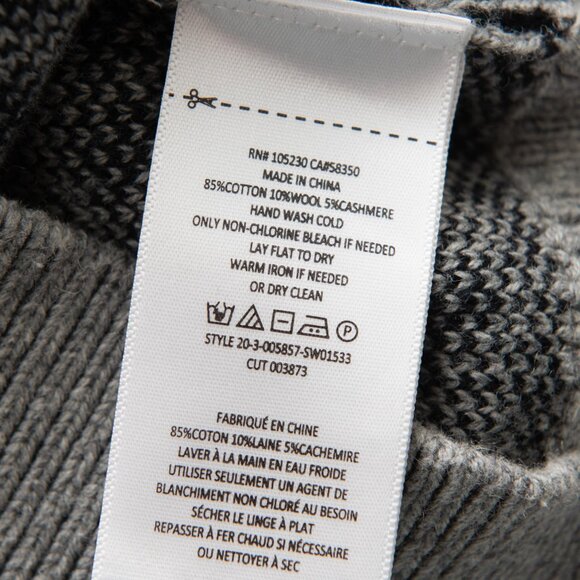 RN# 105230 CA#58350
MADE IN CHINA
85%COTTON 10%WOOL 5%CASHMERE
HAND WASH COLD
ONLY NON-CHLORINE BLEACH IF NEEDED
LAY FLAT TO DRY
WARM IRON IF NEEDED
OR DRY CLEAN
P
STYLE 20-3-005857-SW01533
CUT 003873
FABRIQUÉ EN CHINE
85%COTON 10%LAINE 5%CACHEMIRE
LAVER À LA MAIN EN EAU FROIDE
UTILISER SEULEMENT UN AGENT DE
BLANCHIMENT NON CHLORÉ AU BESOIN
SÉCHER LE LINGE À PLAT
REPASSER À FER CHAUD SI NÉCESSAIRE
OU NETTOYER À SEC